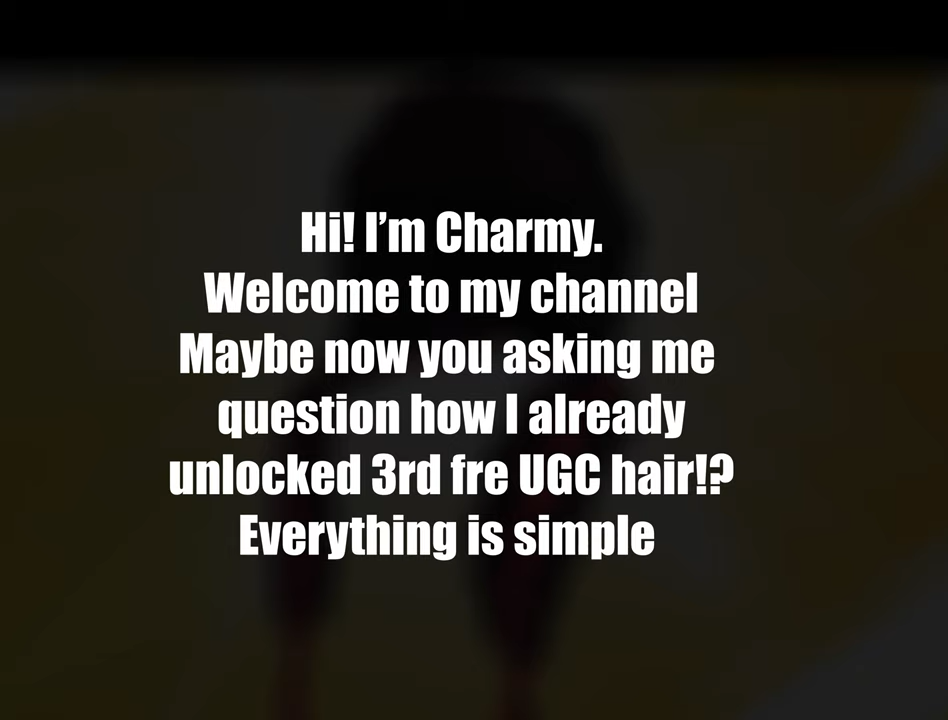 Hi! I’m Charmy.
Welcome to my channel
Maybe now you asking me
question how I already
unlocked 3rd fre UGC hair!?
Everything is simple